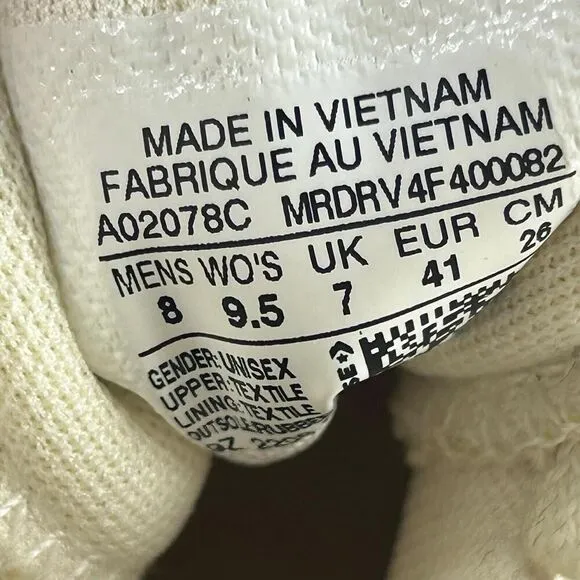 MADE IN VIETNAM
FABRIQUE AU VIETNAM
A02078C MRDRV4F400082
MENS WO'S UK EUR CM
8 9.5 7 41 26
GENDER: UNISEX
UPPER: TEXTILE
LINING: TEXTILE
OUTSOLE: RUBBER